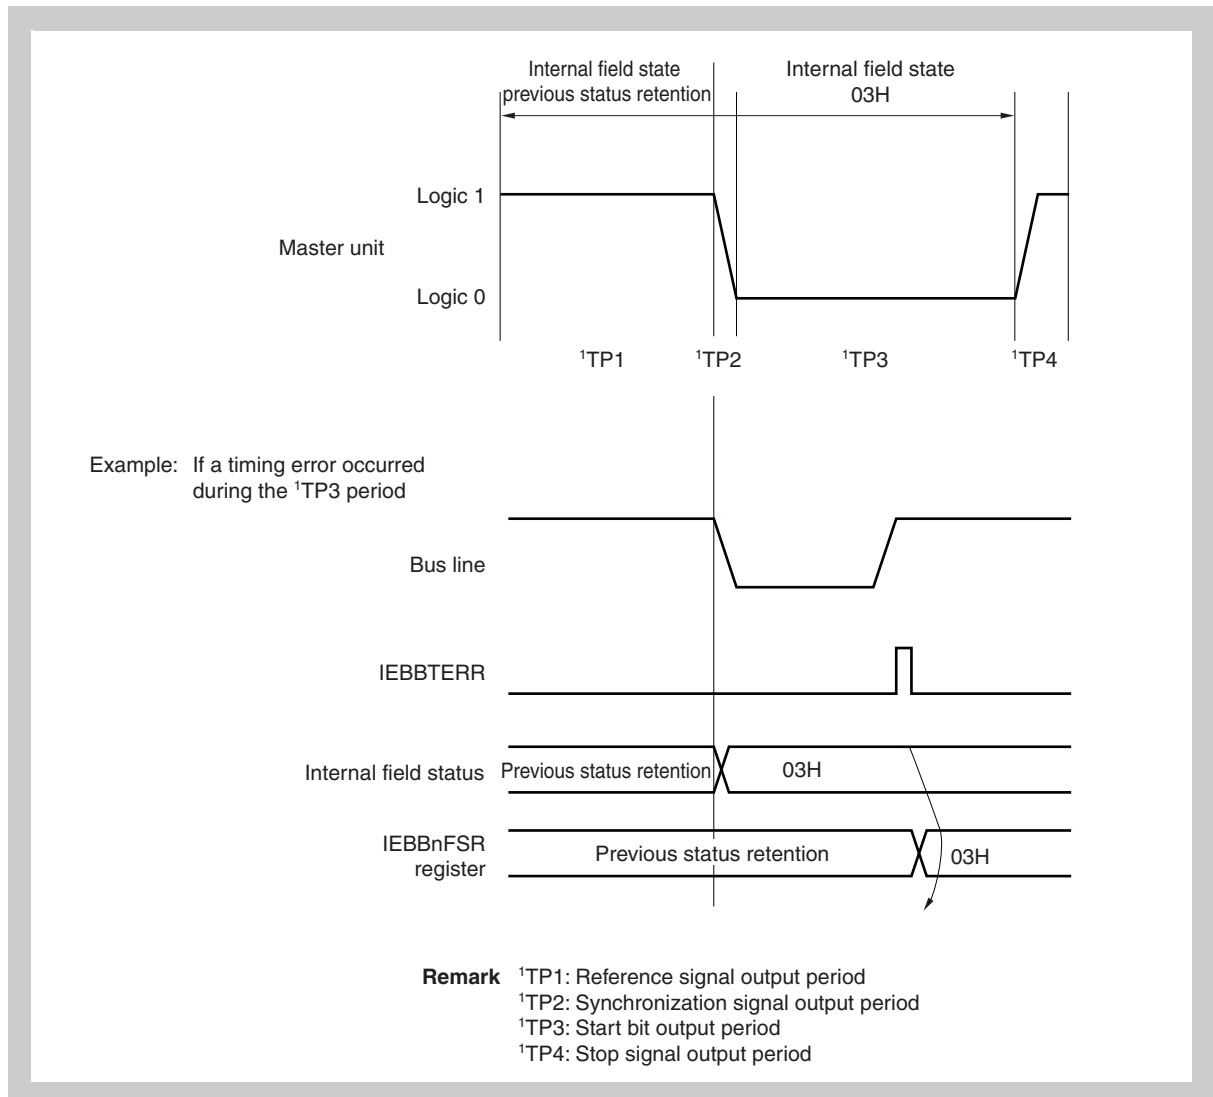 Internal field state
previous status retention
Internal field state
03H
Logic 1
Master unit
Logic 0
¹TP1
¹TP2
¹TP3
¹TP4
Example: If a timing error occurred
during the ¹TP3 period
Bus line
IEBBTERR
Internal field status
Previous status retention
03H
IEBBnFSR
register
Previous status retention
03H
Remark ¹TP1: Reference signal output period
¹TP2: Synchronization signal output period
¹TP3: Start bit output period
¹TP4: Stop signal output period